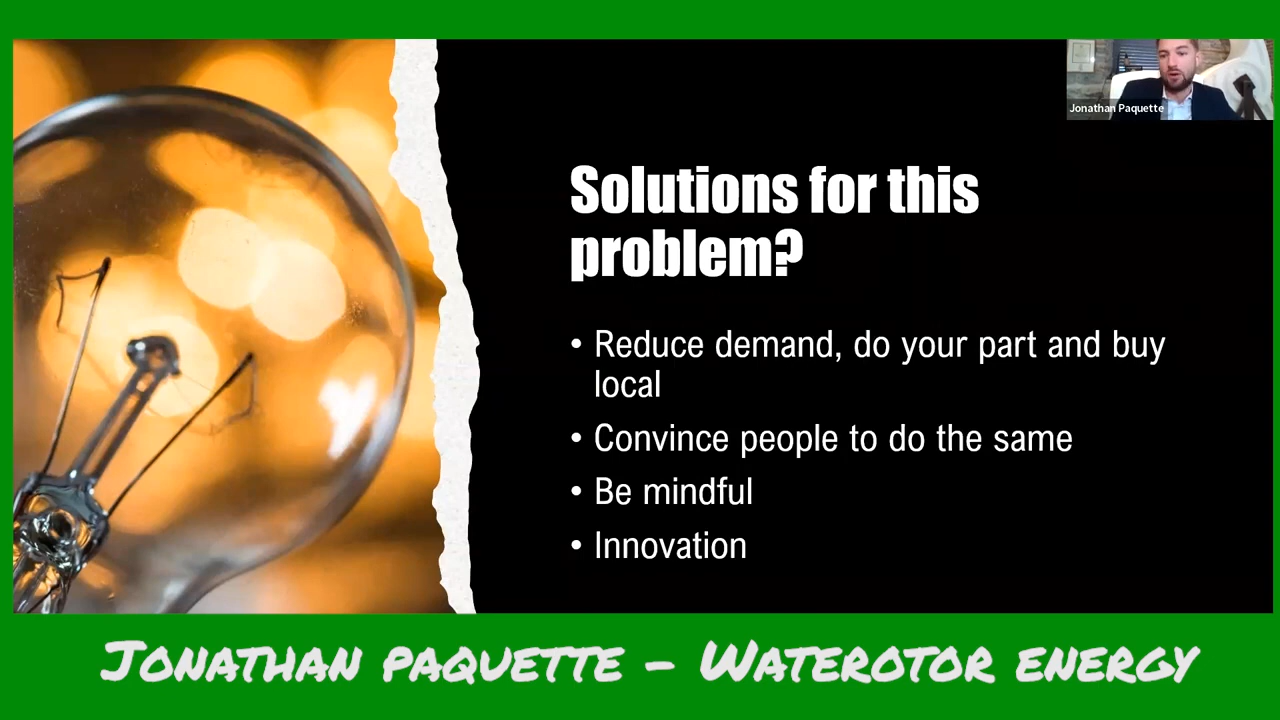 Jonathan Paquette
Solutions for this
problem?
• Reduce demand, do your part and buy
local
• Convince people to do the same
• Be mindful
• Innovation
Jonathan paquette - Waterotor energy